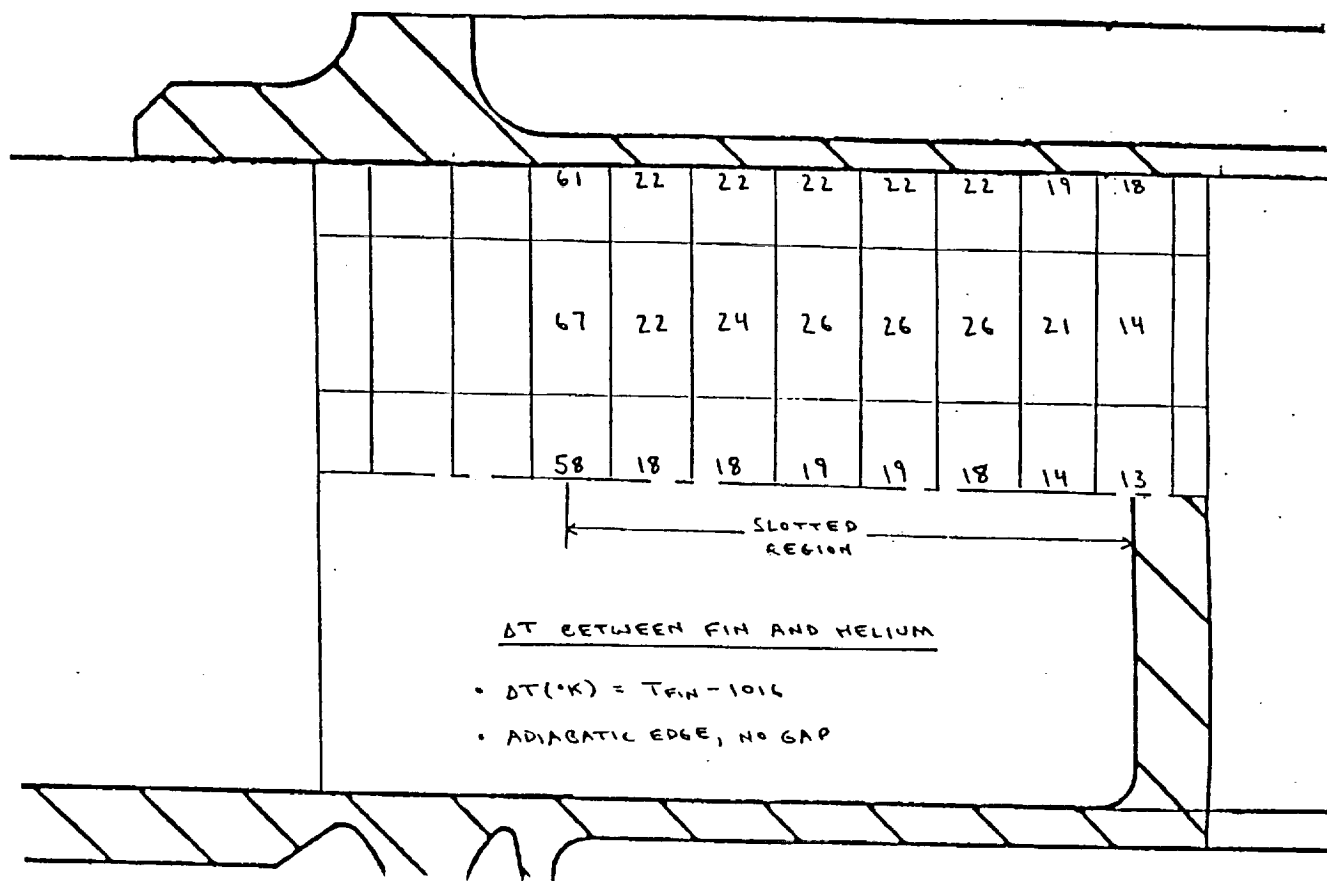 61 22 22 22 22 22 19 18
67 22 24 26 26 26 21 14
58 18 18 19 19 18 14 13
SLOTTED
REGION
ΔT BETWEEN FIN AND HELIUM
• ΔT(°K) = TFIN - 1016
• ADIABATIC EDGE, NO GAP